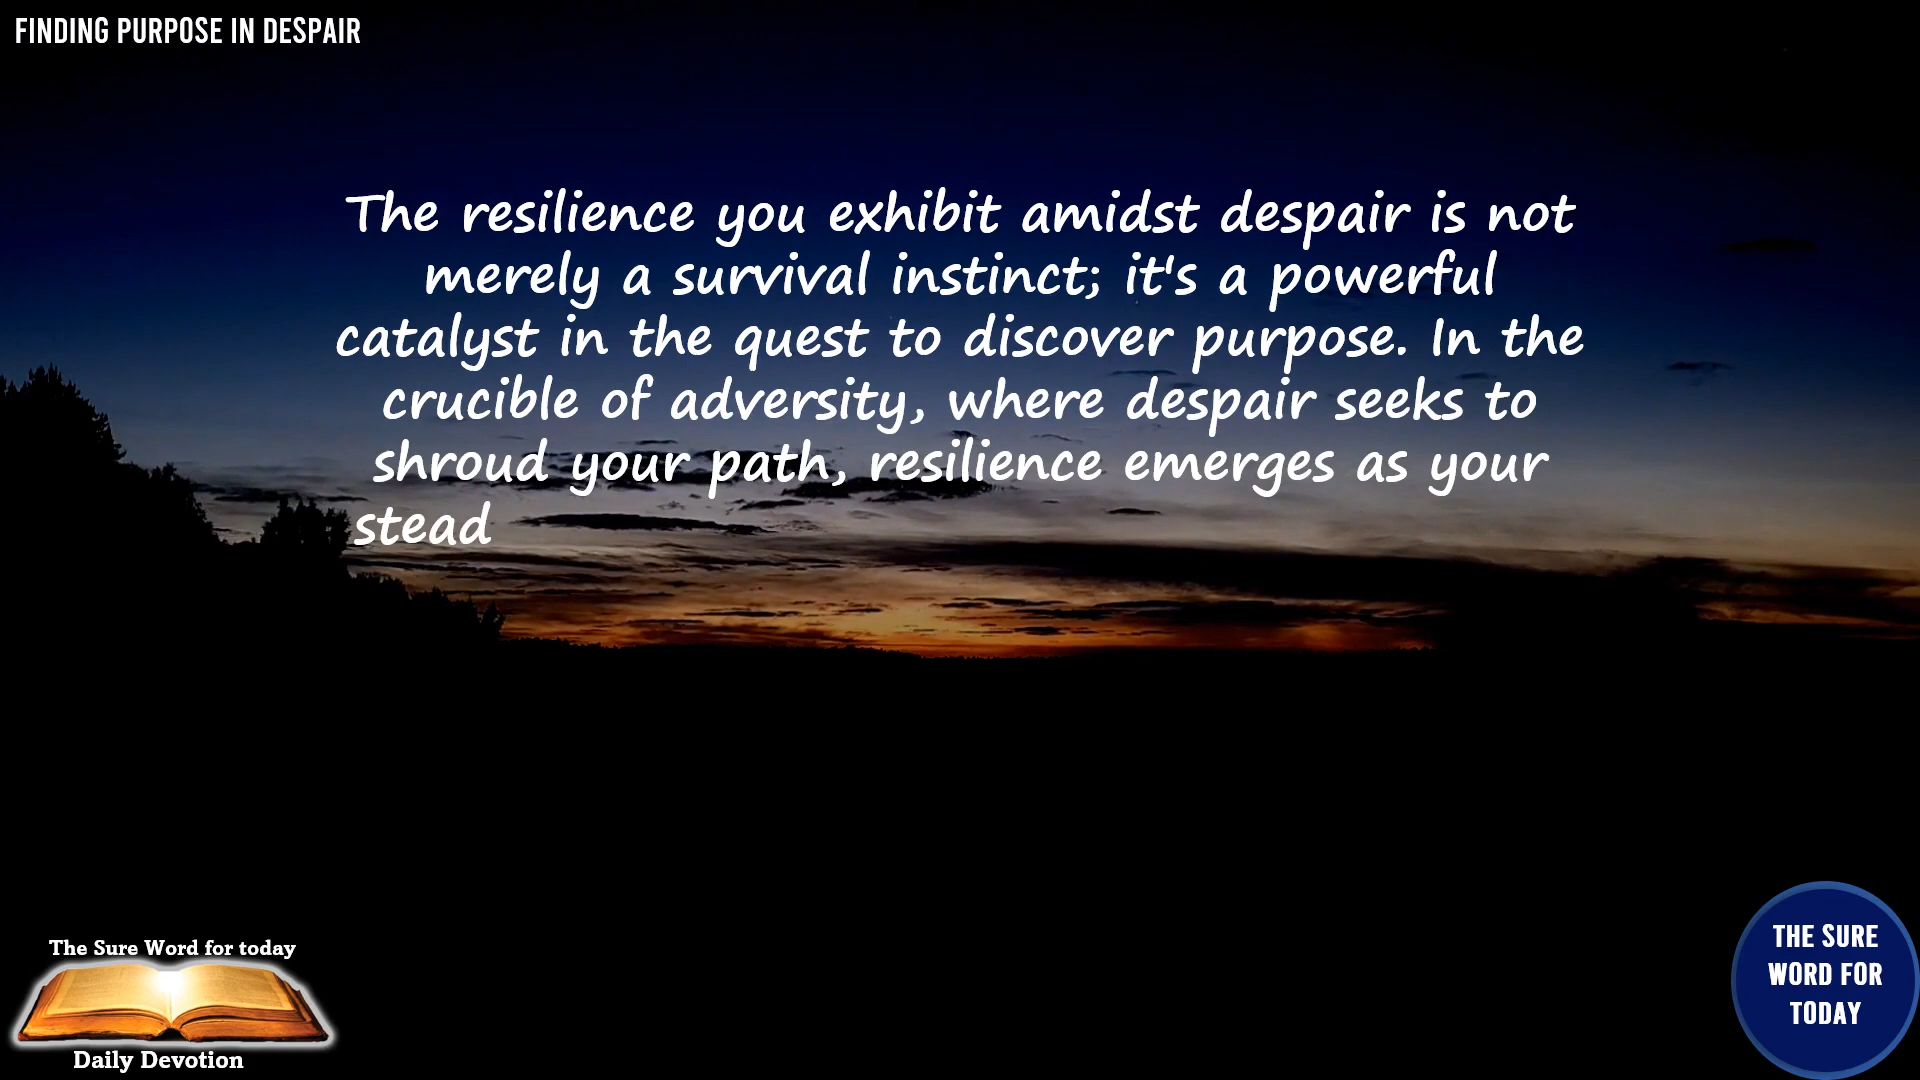 FINDING PURPOSE IN DESPAIR
The resilience you exhibit amidst despair is not
merely a survival instinct; it's a powerful
catalyst in the quest to discover purpose. In the
crucible of adversity, where despair seeks to
shroud your path, resilience emerges as your
stead
The Sure Word for today
Daily Devotion
THE SURE
WORD FOR
TODAY